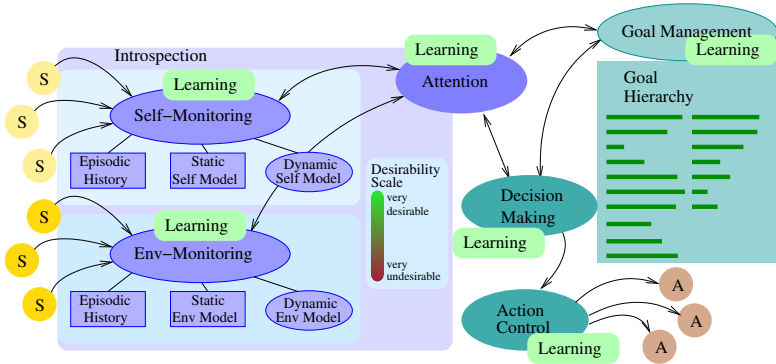 Introspection
S
S
S
Learning
Self-Monitoring
Episodic
History
Static
Self Model
Dynamic
Self Model
S
S
S
Learning
Env-Monitoring
Episodic
History
Static
Env Model
Dynamic
Env Model
Desirability
Scale
very
desirable
very
undesirable
Learning
Attention
Goal Management
Learning
Goal
Hierarchy
Decision
Making
Learning
Action
Control
Learning
A
A
A